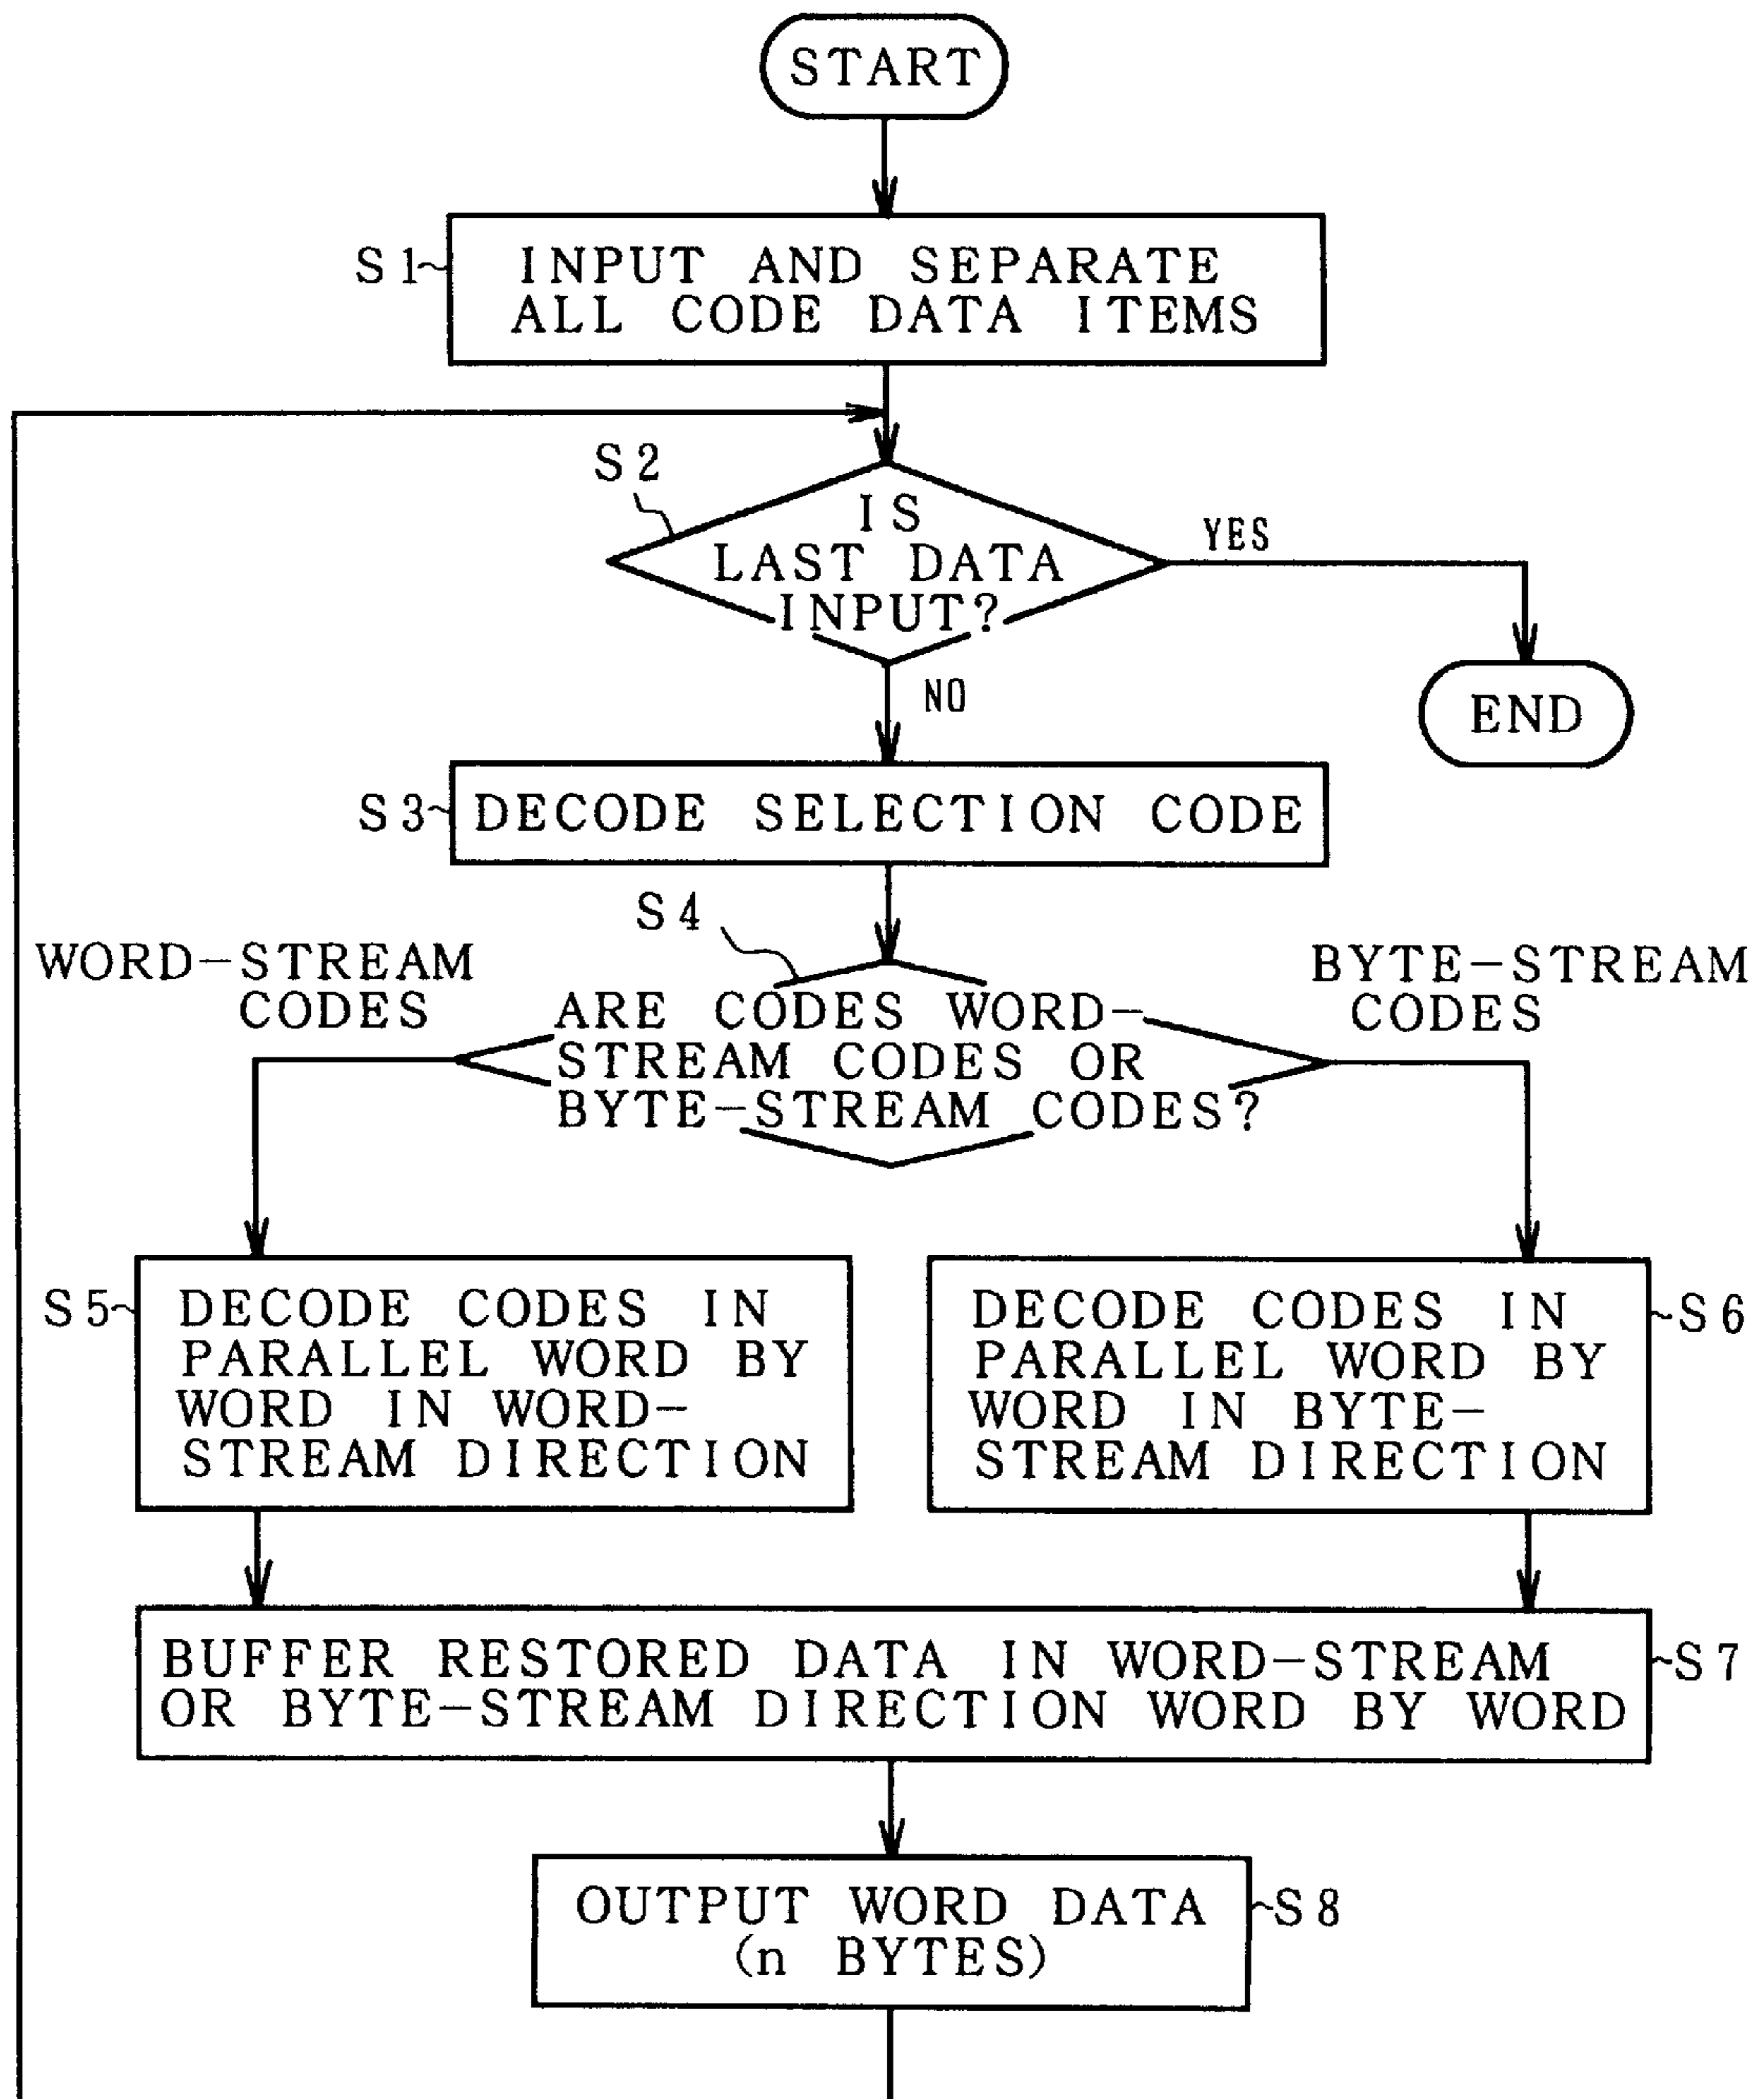 START
S1
INPUT AND SEPARATE
ALL CODE DATA ITEMS
S2
IS
LAST DATA
INPUT?
YES
NO
END
S3
DECODE SELECTION CODE
S4
WORD-STREAM
CODES
ARE CODES WORD-
STREAM CODES OR
BYTE-STREAM CODES?
BYTE-STREAM
CODES
S5
DECODE CODES IN
PARALLEL WORD BY
WORD IN WORD-
STREAM DIRECTION
DECODE CODES IN
PARALLEL WORD BY
WORD IN BYTE-
STREAM DIRECTION
S6
BUFFER RESTORED DATA IN WORD-STREAM
OR BYTE-STREAM DIRECTION WORD BY WORD
S7
OUTPUT WORD DATA
(n BYTES)
S8